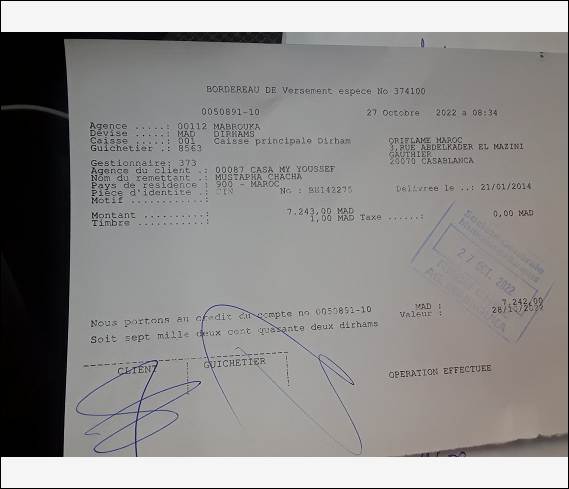 BORDEREAU DE Versement espece No 374100
0050891-10 27 Octobre 2022 a 08:34
Agence .....: 00112 MABROUKA
Devise .....: MAD DIRHAMS
Caisse .....: 001 Caisse principale Dirham
Guichetier .: 8563
ORIFLAME MAROC
3,RUE ABDELKADER EL MAZINI
GAUTHIER
20070 CASABLANCA
Gestionnaire: 373
Agence du client .: 00087 CASA MY YOUSSEF
Nom du remettant .: MUSTAPHA CHACHA
Pays de residence : 900 - MAROC
Pièce d'identite .: CIN No : BH142275 Delivree le ..: 21/01/2014
Motif ...........:
Montant ..........: 7.243,00 MAD
Timbre ...........: 1,00 MAD Taxe ......: 0,00 MAD
Societe Generale
27 OCT. 2022
Nous portons au credit du compte no 0050891-10 MAD : 7.242,00
Valeur : 28/10/2022
Soit sept mille deux cent quarante deux dirhams
CLIENT GUICHETIER
OPERATION EFFECTUEE